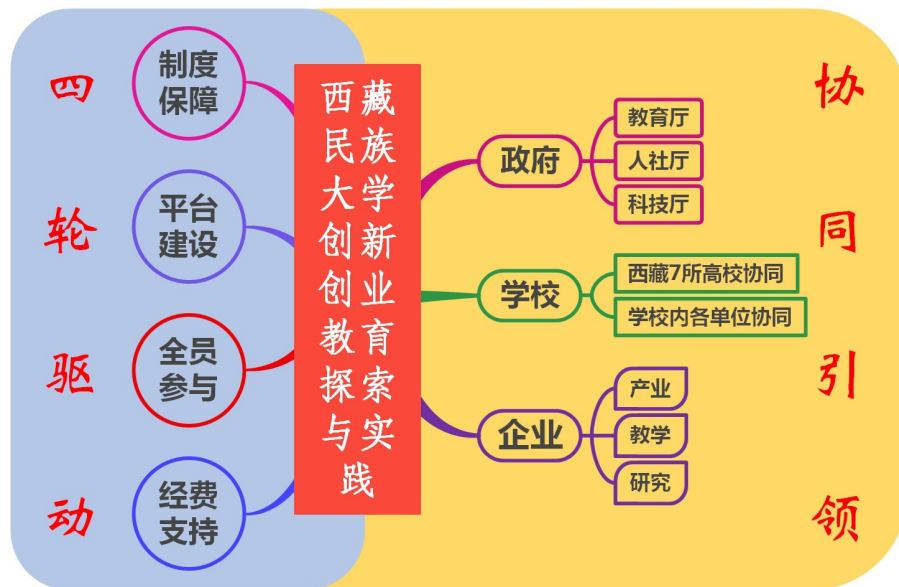 四轮驱动
制度
保障
平台
建设
全员
参与
经费
支持
西藏
民族
大学
创新
创业
教育
探索
与实
践
政府
教育厅
人社厅
科技厅
学校
西藏7所高校协同
学校内各单位协同
企业
产业
教学
研究
协同引领